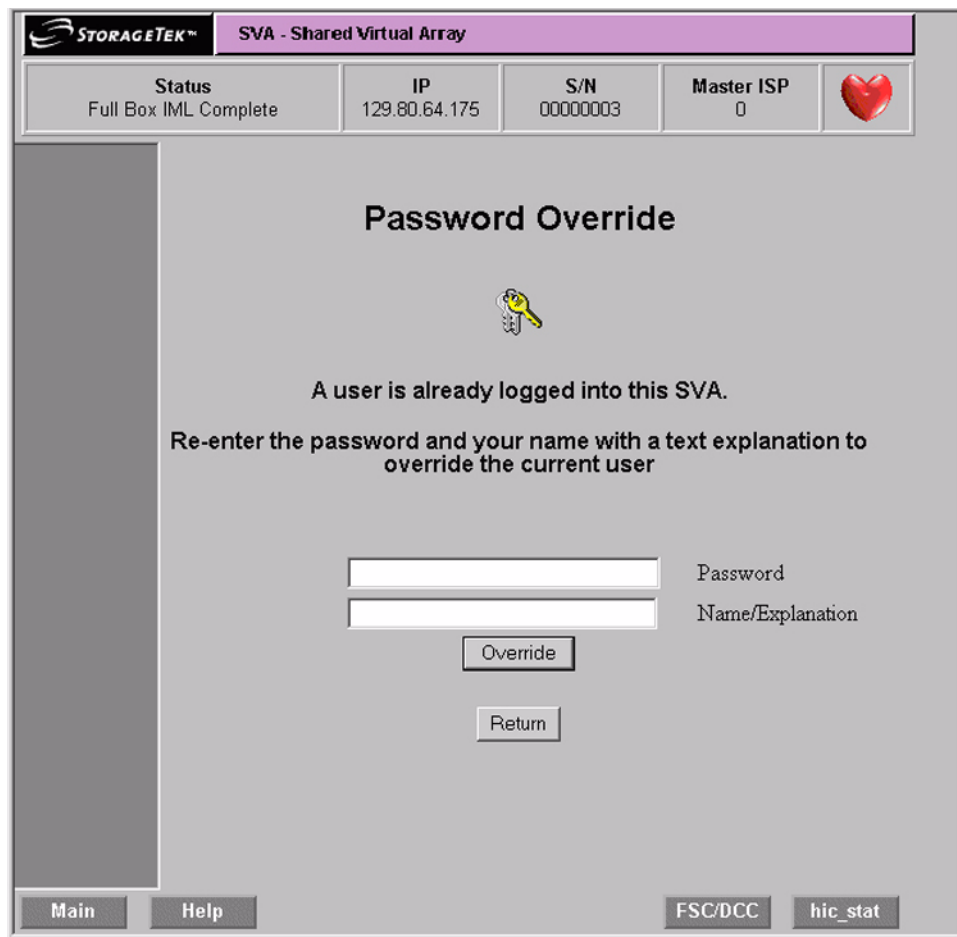 STORAGETEK™ SVA - Shared Virtual Array
Status IP S/N Master ISP
Full Box IML Complete 129.80.64.175 00000003 0
Password Override
A user is already logged into this SVA.
Re-enter the password and your name with a text explanation to
override the current user
Password
Name/Explanation
Override
Return
Main Help FSC/DCC hic_stat